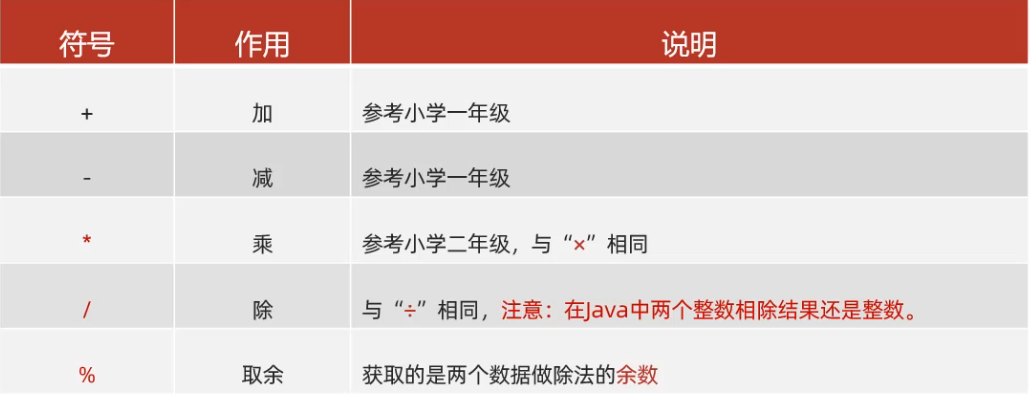 符号 作用 说明
+ 加 参考小学一年级
- 减 参考小学一年级
* 乘 参考小学二年级，与“×”相同
/ 除 与“÷”相同，注意：在Java中两个整数相除结果还是整数。
% 取余 获取的是两个数据做除法的余数